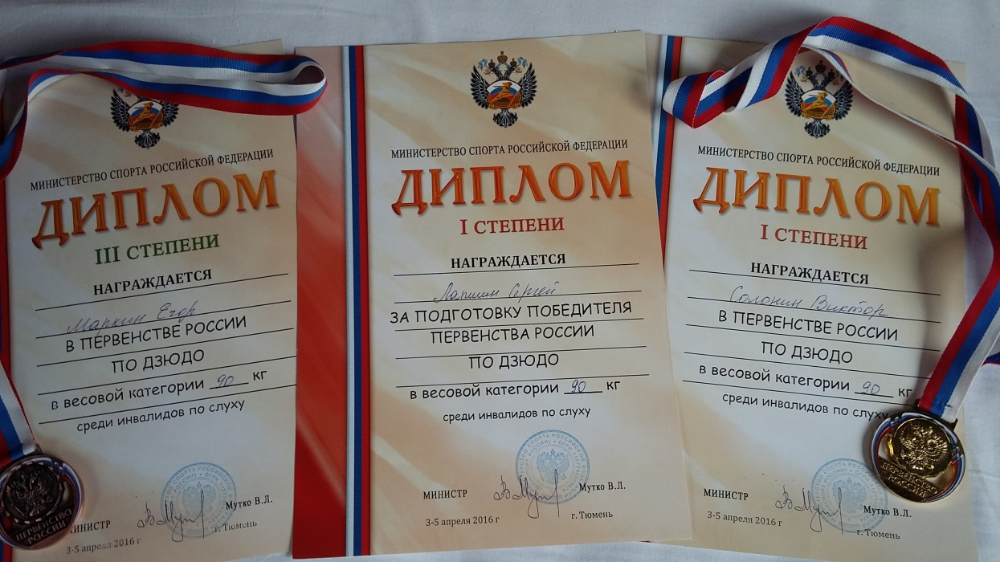 МИНИСТЕРСТВО СПОРТА РОССИЙСКОЙ ФЕДЕРАЦИИ
ДИПЛОМ
III СТЕПЕНИ
НАГРАЖДАЕТСЯ
Маркин Егор
В ПЕРВЕНСТВЕ РОССИИ
ПО ДЗЮДО
в весовой категории 90 кг
среди инвалидов по слуху
МИНИСТР Мутко В.Л.
3-5 апреля 2016 г г. Тюмень
ПЕРВЕНСТВО
РОССИИ
МИНИСТЕРСТВО СПОРТА РОССИЙСКОЙ ФЕДЕРАЦИИ
ДИПЛОМ
I СТЕПЕНИ
НАГРАЖДАЕТСЯ
Лапшин Сергей
ЗА ПОДГОТОВКУ ПОБЕДИТЕЛЯ
ПЕРВЕНСТВА РОССИИ
ПО ДЗЮДО
в весовой категории 90 кг
среди инвалидов по слуху
МИНИСТР Мутко В.Л.
3-5 апреля 2016 г г. Тюмень
МИНИСТЕРСТВО СПОРТА РОССИЙСКОЙ ФЕДЕРАЦИИ
ДИПЛОМ
I СТЕПЕНИ
НАГРАЖДАЕТСЯ
Солонин Виктор
В ПЕРВЕНСТВЕ РОССИИ
ПО ДЗЮДО
в весовой категории 90 кг
среди инвалидов по слуху
МИНИСТР Мутко В.Л.
3-5 апреля 2016 г г. Тюмень
ПЕРВЕНСТВО
РОССИИ